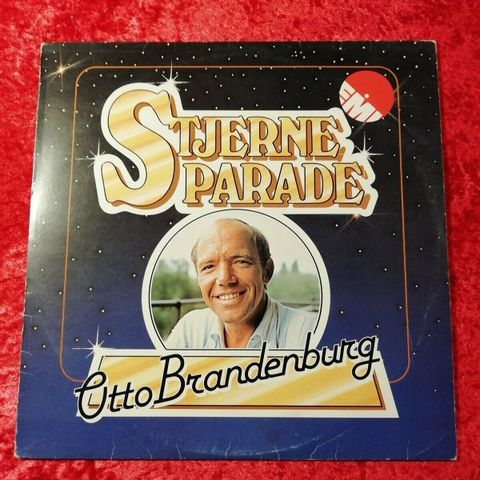 EMI
STJERNE
PARADE
Otto Brandenburg